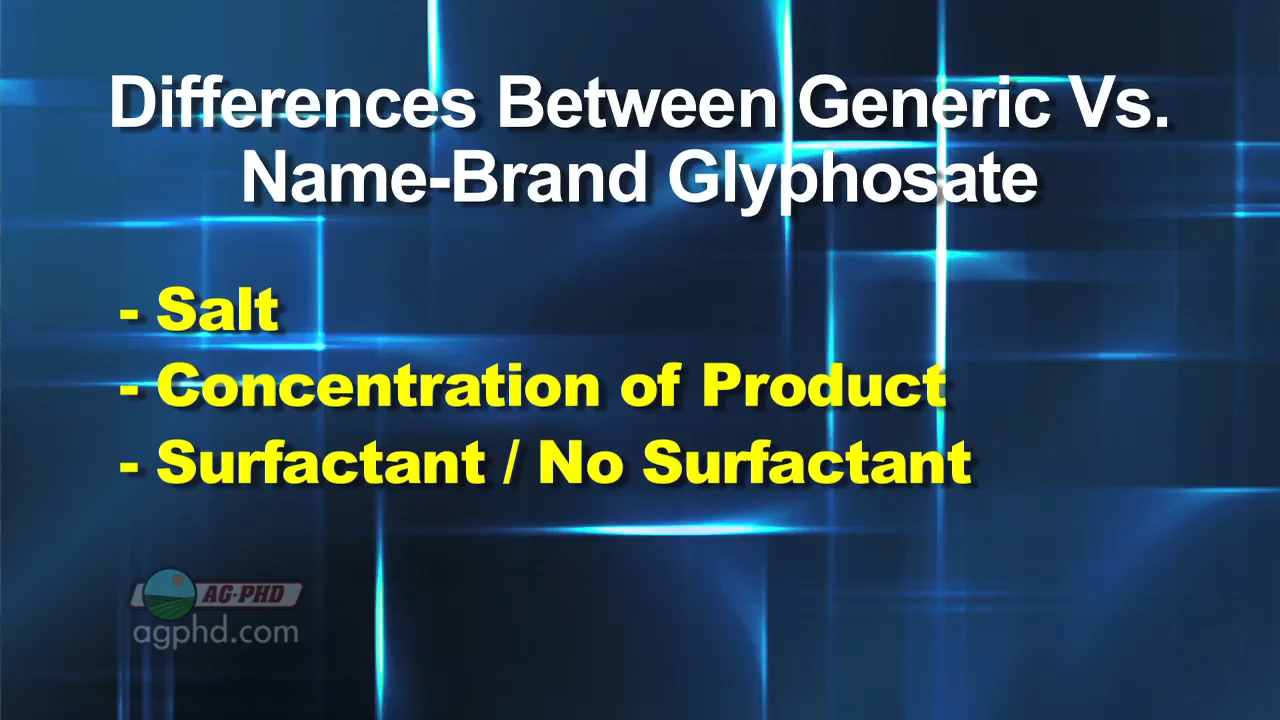 Differences Between Generic Vs.
Name-Brand Glyphosate
- Salt
- Concentration of Product
- Surfactant / No Surfactant
AG-PHD
agphd.com